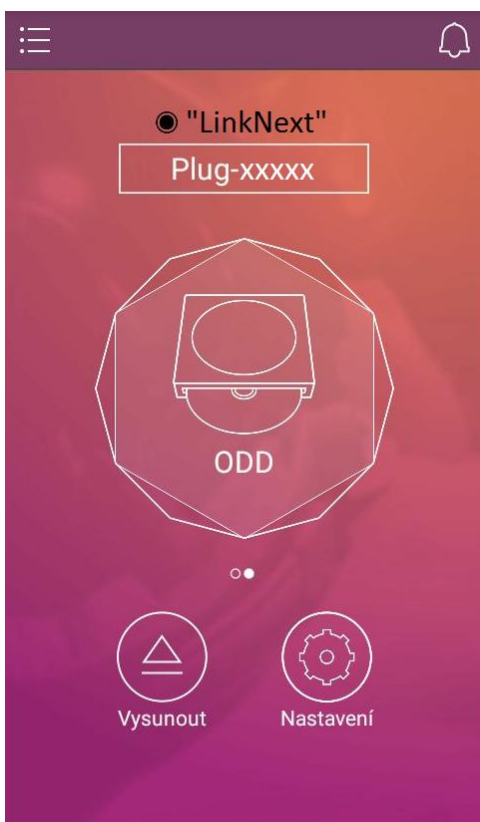 ◉ "LinkNext"
Plug-xxxxx
ODD
Vysunout
Nastavení